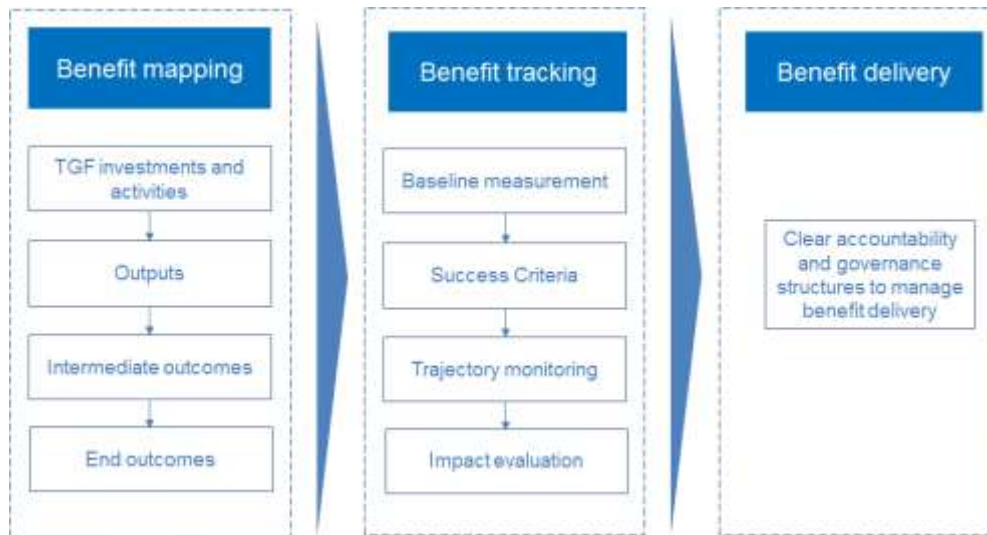 Benefit mapping
TGF investments and
activities
Outputs
Intermediate outcomes
End outcomes
Benefit tracking
Baseline measurement
Success Criteria
Trajectory monitoring
Impact evaluation
Benefit delivery
Clear accountability
and governance
structures to manage
benefit delivery